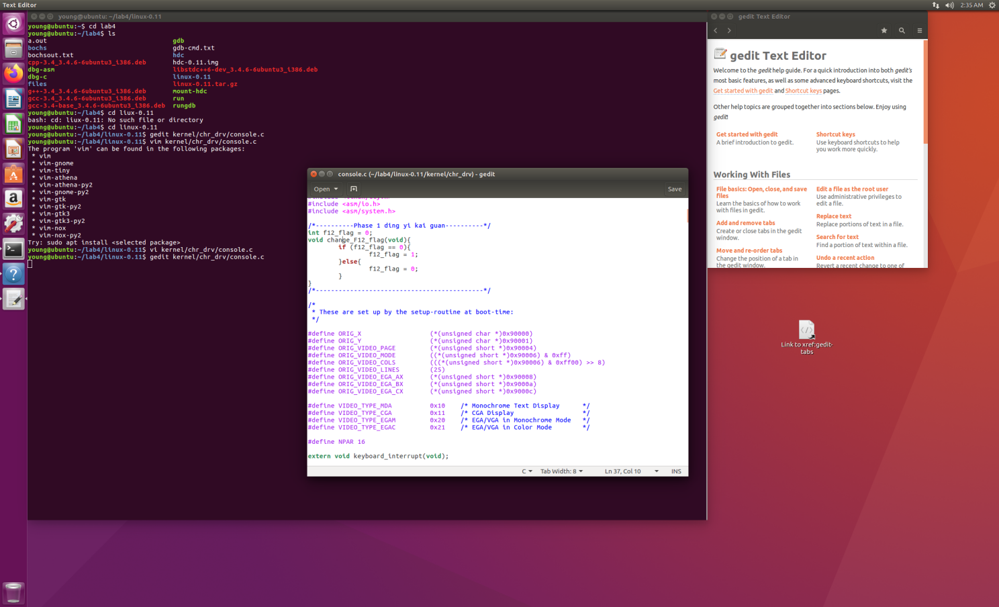 Text Editor
2:35 AM
young@ubuntu: ~/lab4/linux-0.11
young@ubuntu:~$ cd lab4
young@ubuntu:~/lab4$ ls
a.out gdb
bochs gdb-cmd.txt
bochsout.txt hdc
cpp-3.4_3.4.6-6ubuntu3_i386.deb hdc-0.11.img
dbg-asm libstdc++6-dev_3.4.6-6ubuntu3_i386.deb
dbg-c linux-0.11
files linux-0.11.tar.gz
g++-3.4_3.4.6-6ubuntu3_i386.deb mount-hdc
gcc-3.4_3.4.6-6ubuntu3_i386.deb run
gcc-3.4-base_3.4.6-6ubuntu3_i386.deb rungdb
young@ubuntu:~/lab4$ cd liux-0.11
bash: cd: liux-0.11: No such file or directory
young@ubuntu:~/lab4$ cd linux-0.11
young@ubuntu:~/lab4/linux-0.11$ gedit kernel/chr_drv/console.c
young@ubuntu:~/lab4/linux-0.11$ vim kernel/chr_drv/console.c
The program 'vim' can be found in the following packages:
* vim
* vim-gnome
* vim-tiny
* vim-athena
* vim-athena-py2
* vim-gnome-py2
* vim-gtk
* vim-gtk-py2
* vim-gtk3
* vim-gtk3-py2
* vim-nox
* vim-nox-py2
Try: sudo apt install <selected package>
young@ubuntu:~/lab4/linux-0.11$ vi kernel/chr_drv/console.c
young@ubuntu:~/lab4/linux-0.11$ gedit kernel/chr_drv/console.c
console.c (~/lab4/linux-0.11/kernel/chr_drv) - gedit
Open Save
#include <asm/io.h>
#include <asm/system.h>
/*----------Phase 1 ding yi kai guan----------*/
int f12_flag = 0;
void change_F12_flag(void){
if (f12_flag == 0){
f12_flag = 1;
}else{
f12_flag = 0;
}
}
/*--------------------------------------------*/
/*
* These are set up by the setup-routine at boot-time:
*/
#define ORIG_X (*(unsigned char *)0x90000)
#define ORIG_Y (*(unsigned char *)0x90001)
#define ORIG_VIDEO_PAGE (*(unsigned short *)0x90004)
#define ORIG_VIDEO_MODE ((*(unsigned short *)0x90006) & 0xff)
#define ORIG_VIDEO_COLS (((*(unsigned short *)0x90006) & 0xff00) >> 8)
#define ORIG_VIDEO_LINES (25)
#define ORIG_VIDEO_EGA_AX (*(unsigned short *)0x90008)
#define ORIG_VIDEO_EGA_BX (*(unsigned short *)0x9000a)
#define ORIG_VIDEO_EGA_CX (*(unsigned short *)0x9000c)
#define VIDEO_TYPE_MDA 0x10 /* Monochrome Text Display */
#define VIDEO_TYPE_CGA 0x11 /* CGA Display */
#define VIDEO_TYPE_EGAM 0x20 /* EGA/VGA in Monochrome Mode */
#define VIDEO_TYPE_EGAC 0x21 /* EGA/VGA in Color Mode */
#define NPAR 16
extern void keyboard_interrupt(void);
C Tab Width: 8 Ln 37, Col 10 INS
gedit Text Editor
gedit Text Editor
Welcome to the gedit help guide. For a quick introduction into both gedit's
most basic features, as well as some advanced keyboard shortcuts, visit the
Get started with gedit and Shortcut keys pages.
Other help topics are grouped together into sections below. Enjoy using
gedit!
Get started with gedit
A brief introduction to gedit.
Shortcut keys
Use keyboard shortcuts to help
you work more quickly.
Working With Files
File basics: Open, close, and save
files
Learn the basics of how to work
with files in gedit.
Add and remove tabs
Create or close tabs in the gedit
window.
Move and re-order tabs
Change the position of a tab in
the gedit window.
Edit a file as the root user
Use administrative privileges to
edit a file.
Replace text
Replace portions of text in a file.
Search for text
Find a portion of text within a file.
Undo a recent action
Revert a recent change to one of
Link to xref:gedit-
tabs